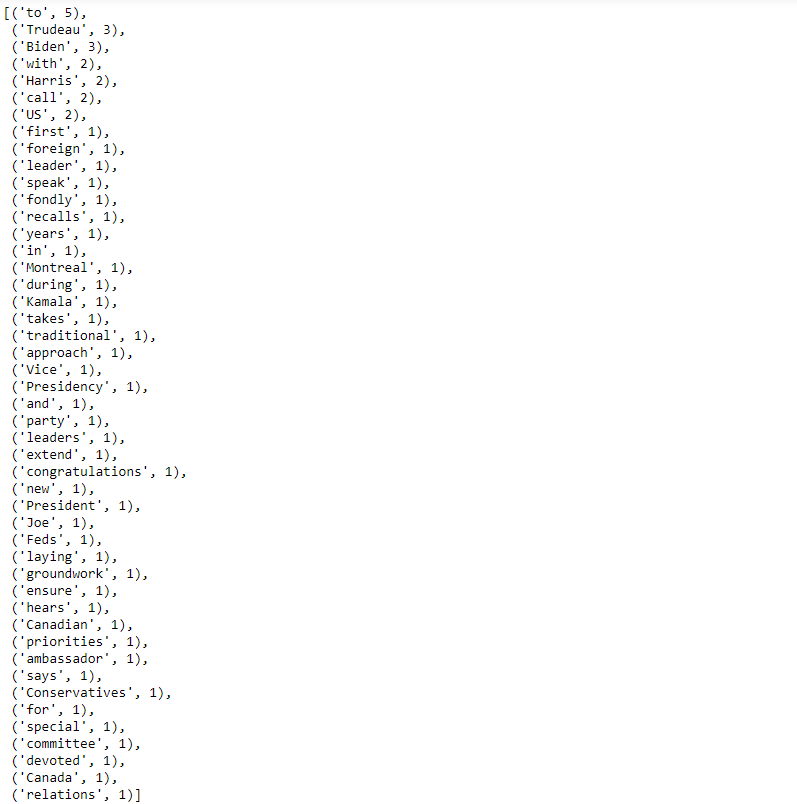 [('to', 5),
('Trudeau', 3),
('Biden', 3),
('with', 2),
('Harris', 2),
('call', 2),
('US', 2),
('first', 1),
('foreign', 1),
('leader', 1),
('speak', 1),
('fondly', 1),
('recalls', 1),
('years', 1),
('in', 1),
('Montreal', 1),
('during', 1),
('Kamala', 1),
('takes', 1),
('traditional', 1),
('approach', 1),
('Vice', 1),
('Presidency', 1),
('and', 1),
('party', 1),
('leaders', 1),
('extend', 1),
('congratulations', 1),
('new', 1),
('President', 1),
('Joe', 1),
('Feds', 1),
('laying', 1),
('groundwork', 1),
('ensure', 1),
('hears', 1),
('Canadian', 1),
('priorities', 1),
('ambassador', 1),
('says', 1),
('Conservatives', 1),
('for', 1),
('special', 1),
('committee', 1),
('devoted', 1),
('Canada', 1),
('relations', 1)]